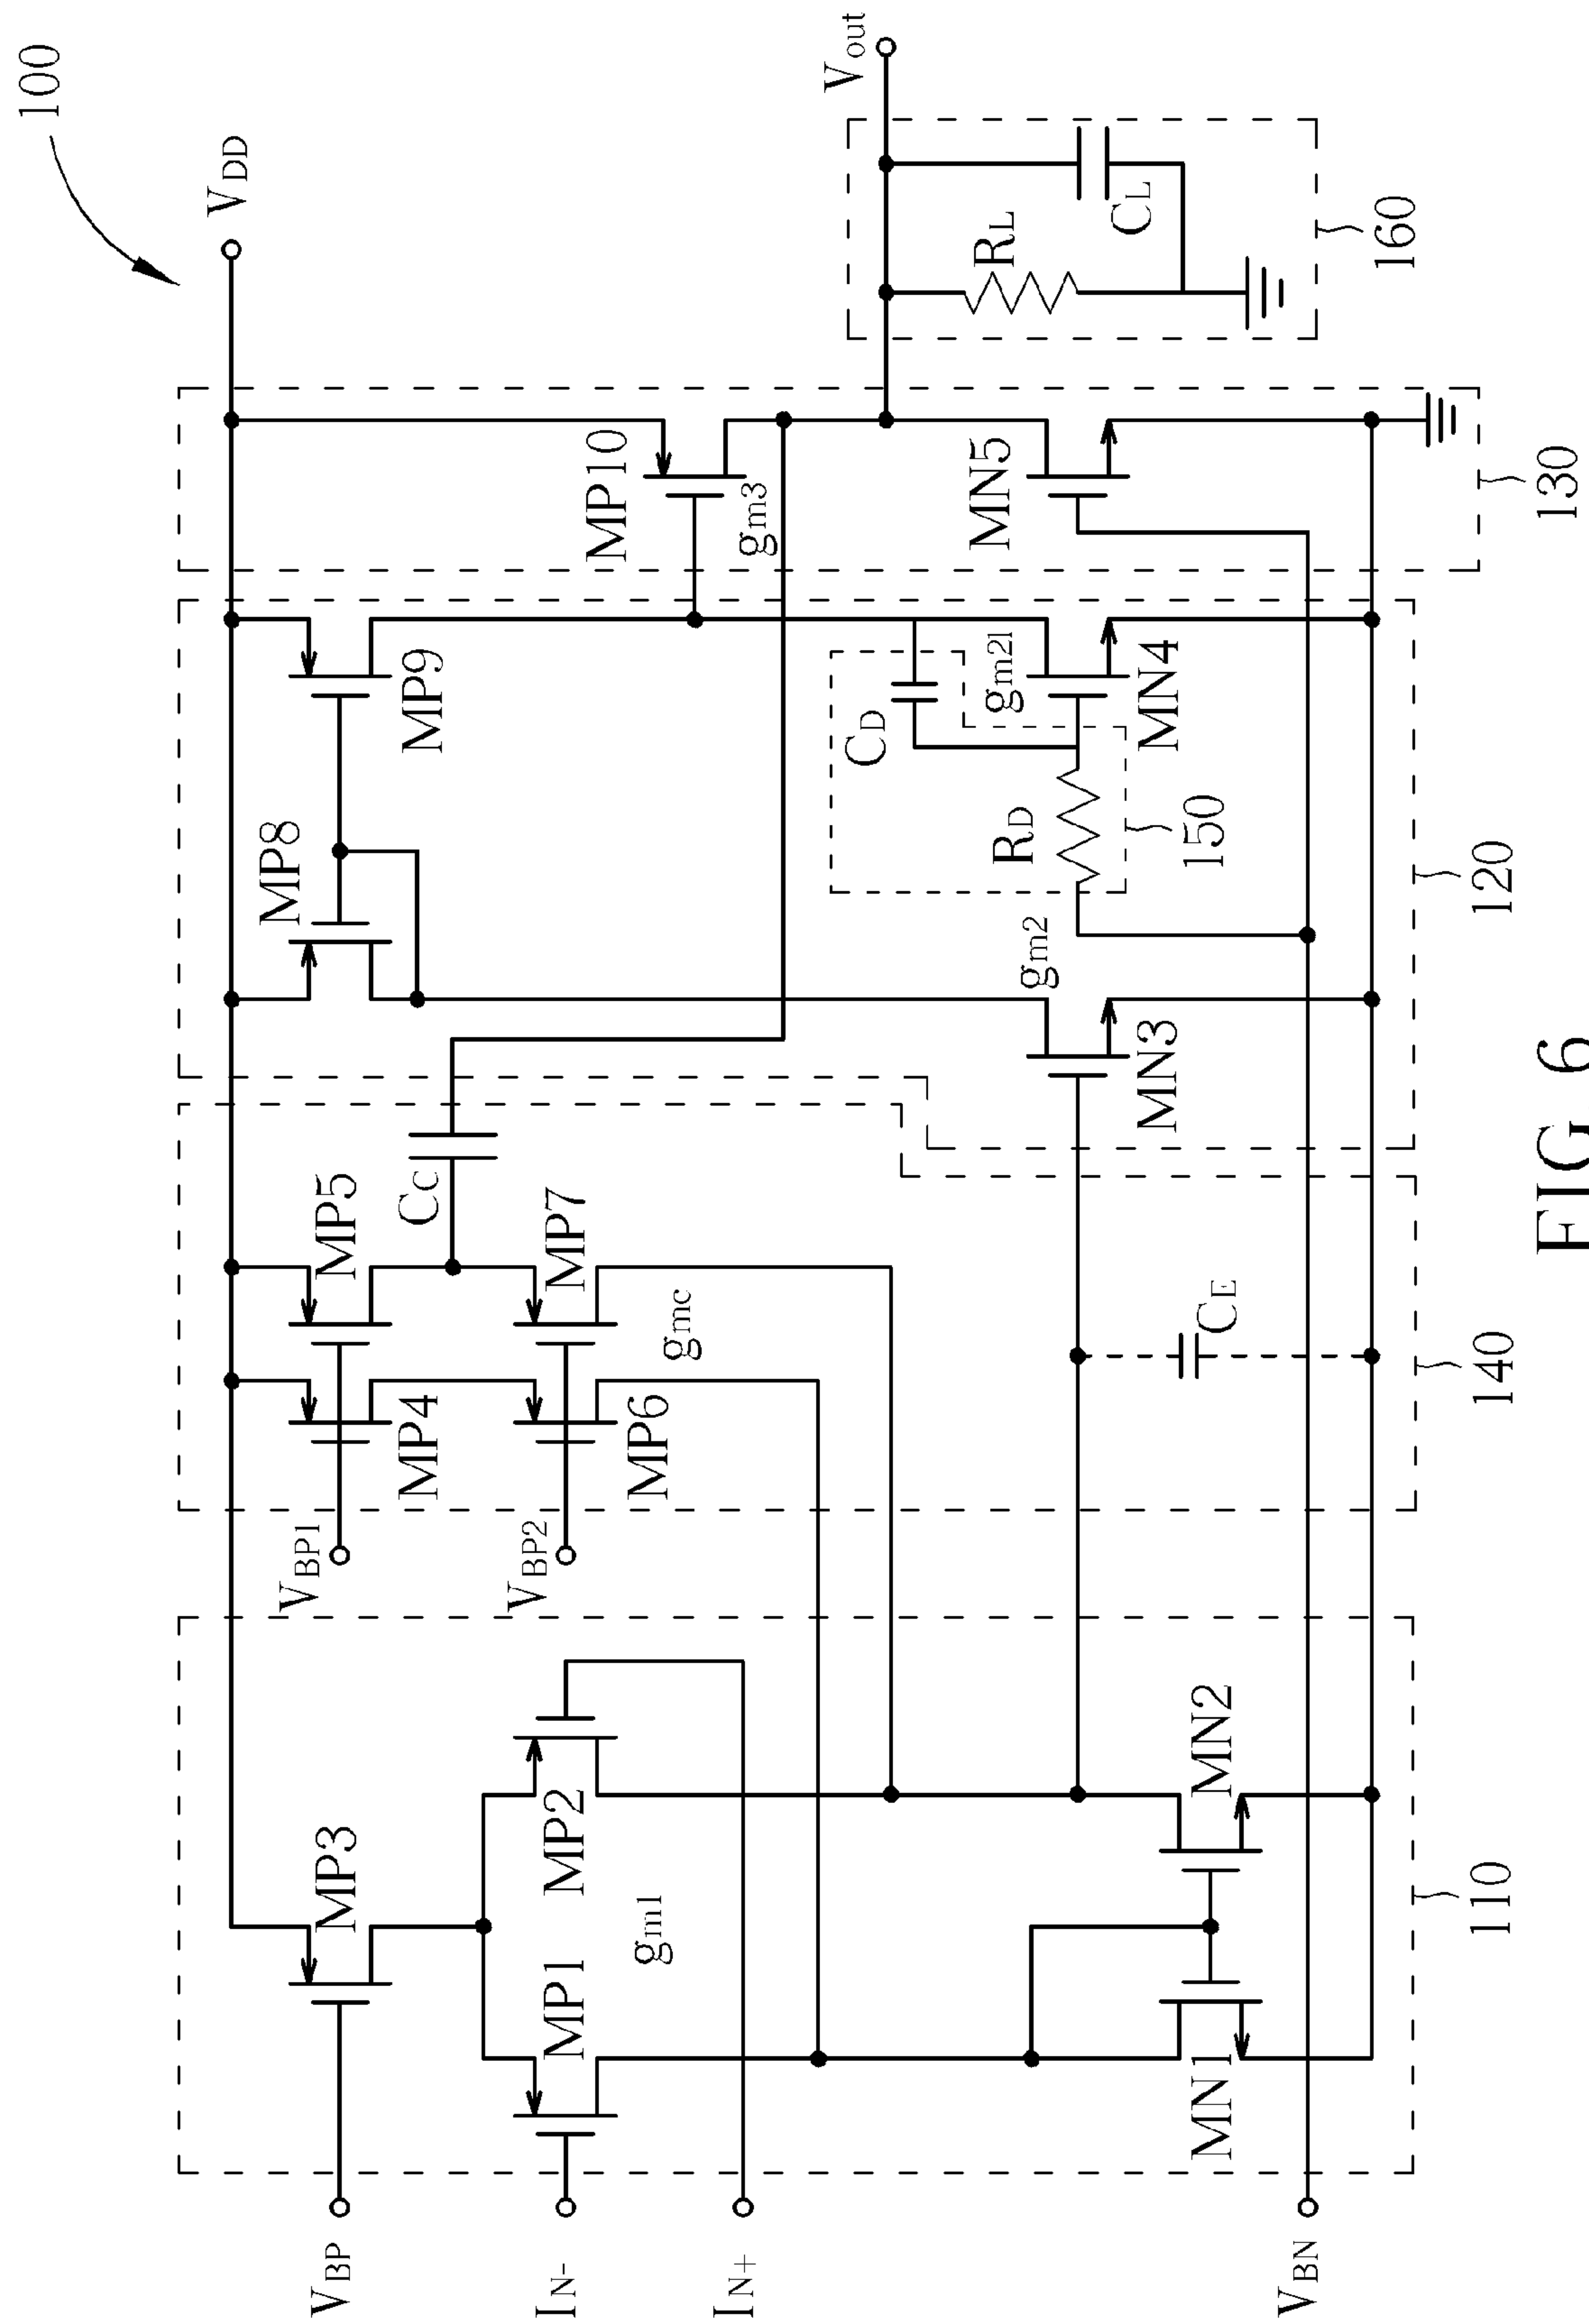 100
VDD
Vout
VBP
MP3
VBP1
MP4
MP5
MP8
MP9
MP10
gm3
IN-
MP1
MP2
gm1
IN+
VBP2
MP6
MP7
gmc
CC
CD
RD
150
gm2
gm2l
MN3
MN4
MN5
RL
CL
160
CE
MN1
MN2
VBN
110
140
120
130
FIG 6